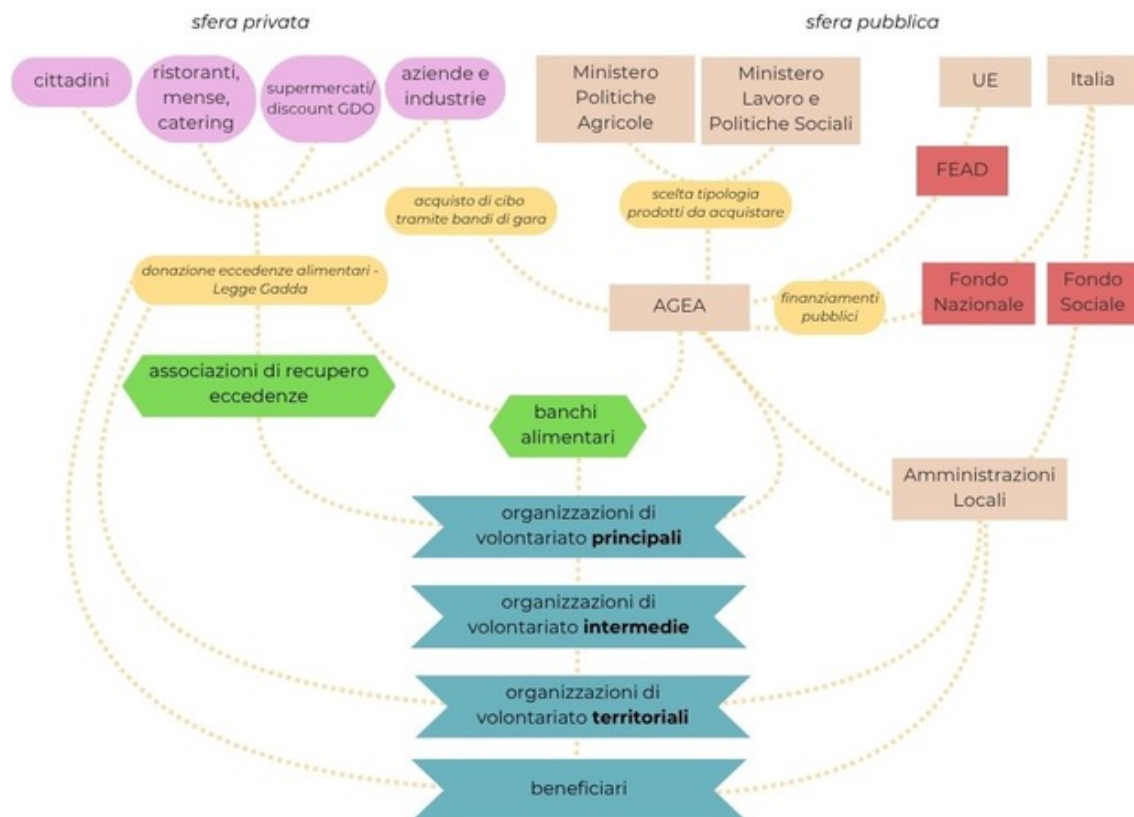 sfera privata
sfera pubblica
cittadini
ristoranti,
mense,
catering
supermercati/
discount GDO
aziende e
industrie
Ministero
Politiche
Agricole
Ministero
Lavoro e
Politiche Sociali
UE
Italia
FEAD
acquisto di cibo
tramite bandi di gara
scelta tipologia
prodotti da acquistare
donazione eccedenze alimentari -
Legge Gadda
AGEA
finanziamenti
pubblici
Fondo
Nazionale
Fondo
Sociale
associazioni di recupero
eccedenze
banchi
alimentari
Amministrazioni
Locali
organizzazioni di
volontariato principali
organizzazioni di
volontariato intermedie
organizzazioni di
volontariato territoriali
beneficiari